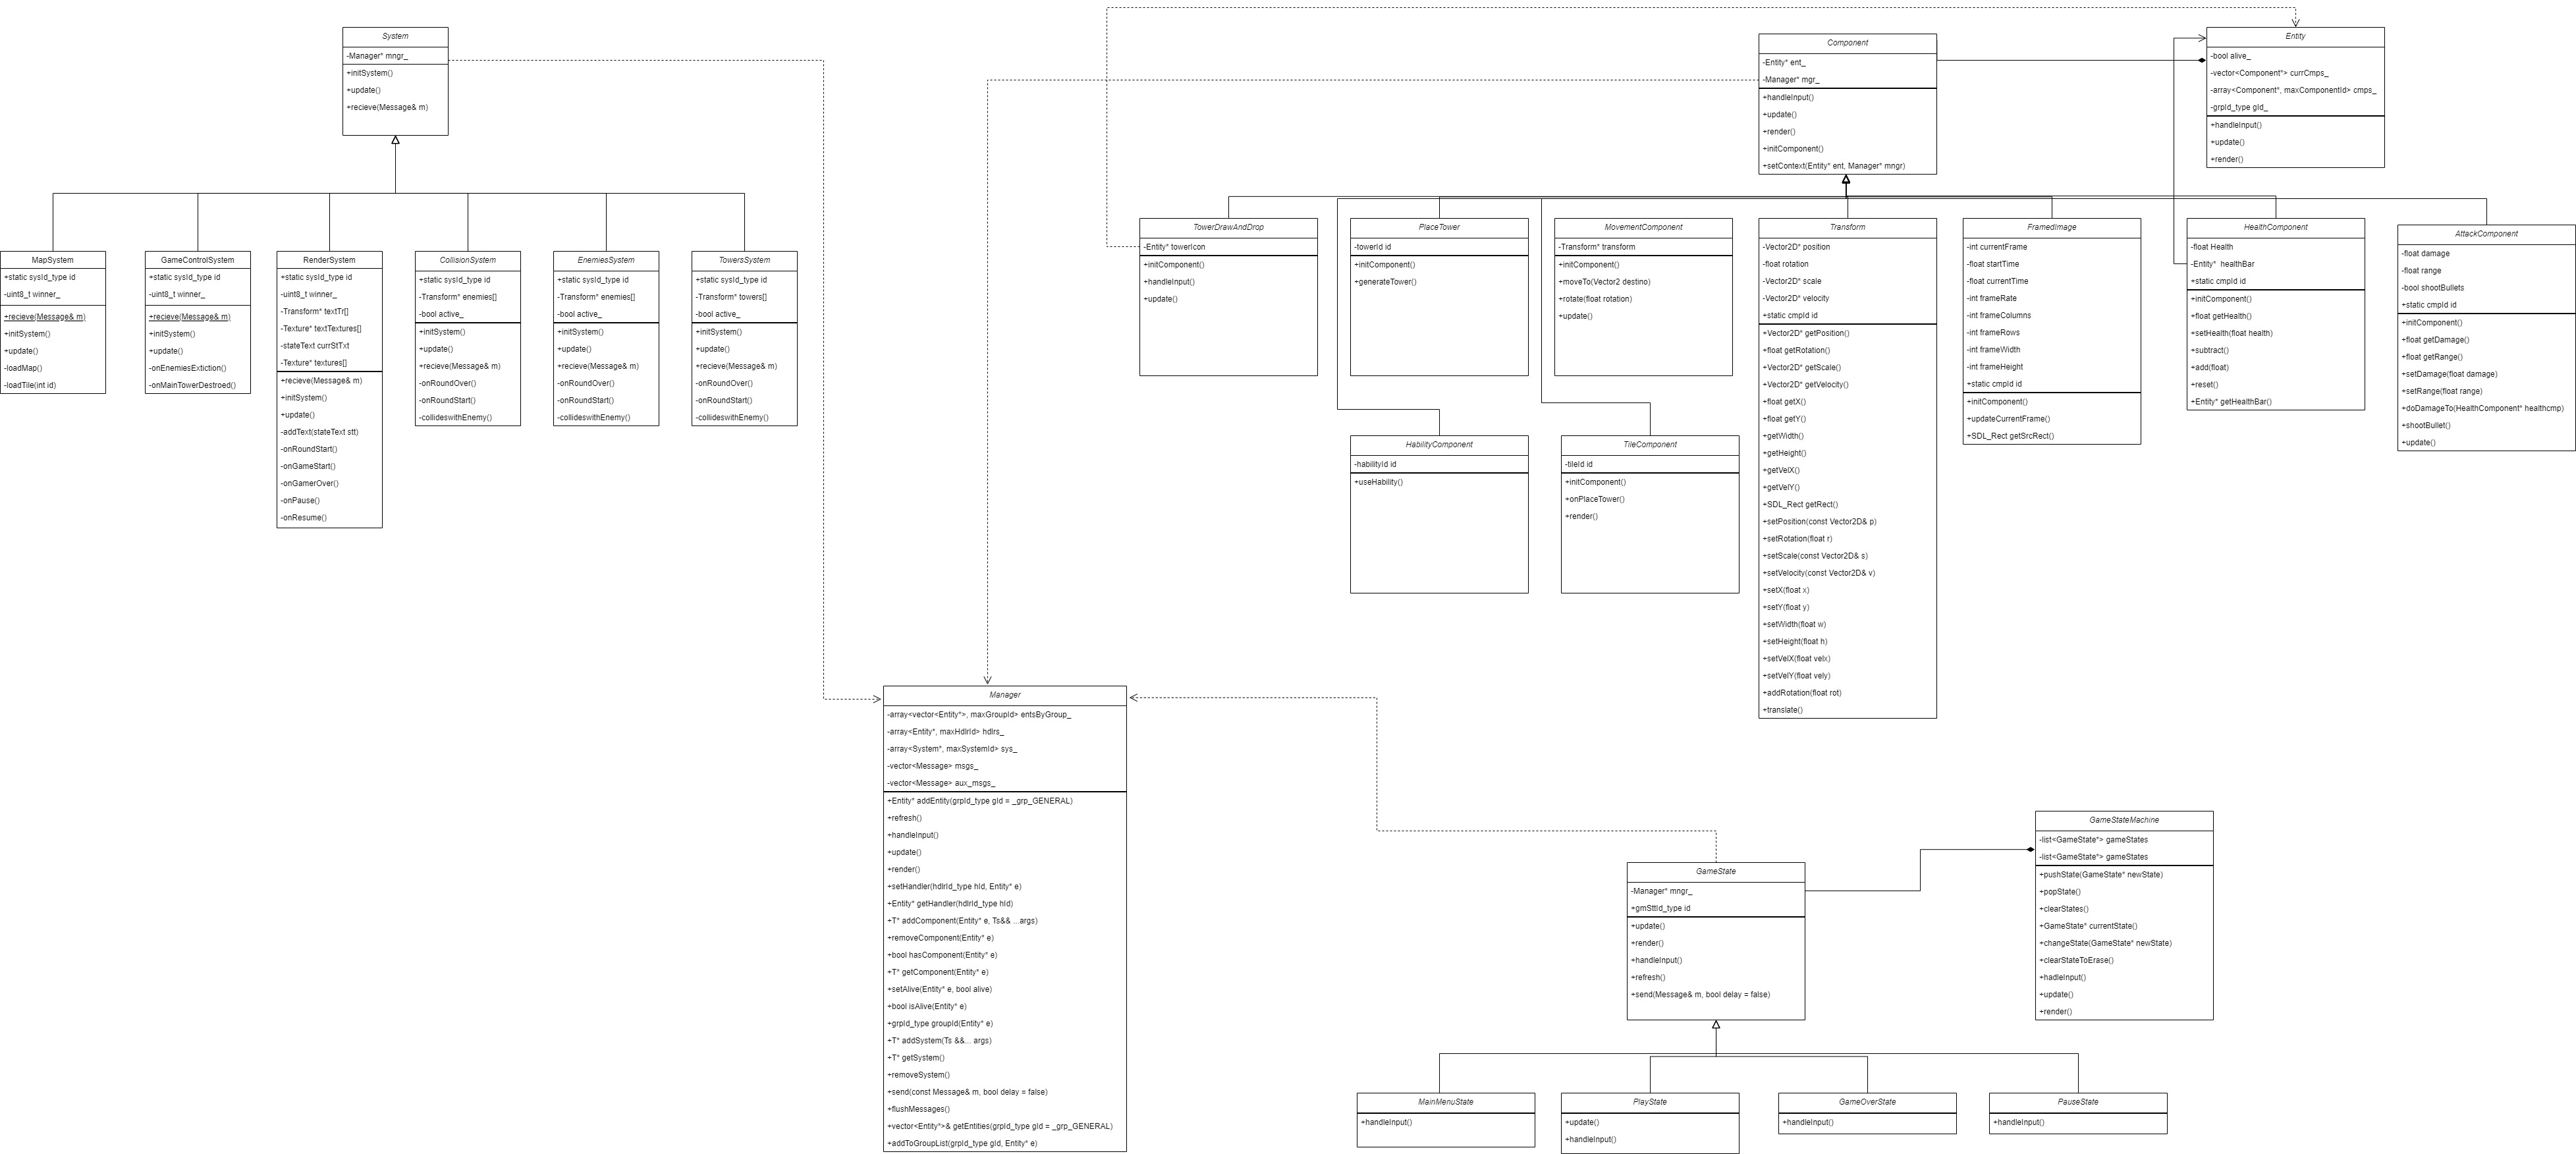 System
-Manager* mngr_
+initSystem()
+update()
+recieve(Message& m)
MapSystem
+static sysId_type id
-uint8_t winner_
+recieve(Message& m)
+initSystem()
+update()
-loadMap()
-loadTile(int id)
GameControlSystem
+static sysId_type id
-uint8_t winner_
+recieve(Message& m)
+initSystem()
+update()
-onEnemiesExtiction()
-onMainTowerDestroed()
RenderSystem
+static sysId_type id
-uint8_t winner_
-Transform* textTr[]
-Texture* textTextures[]
-stateText currStTxt
-Texture* textures[]
+recieve(Message& m)
+initSystem()
+update()
-addText(stateText stt)
-onRoundStart()
-onGameStart()
-onGamerOver()
-onPause()
-onResume()
CollisionSystem
+static sysId_type id
-Transform* enemies[]
-bool active_
+initSystem()
+update()
+recieve(Message& m)
-onRoundOver()
-onRoundStart()
-collideswithEnemy()
EnemiesSystem
+static sysId_type id
-Transform* enemies[]
-bool active_
+initSystem()
+update()
+recieve(Message& m)
-onRoundOver()
-onRoundStart()
-collideswithEnemy()
TowersSystem
+static sysId_type id
-Transform* towers[]
-bool active_
+initSystem()
+update()
+recieve(Message& m)
-onRoundOver()
-onRoundStart()
-collideswithEnemy()
Component
-Entity* ent_
-Manager* mgr_
+handleInput()
+update()
+render()
+initComponent()
+setContext(Entity* ent, Manager* mngr)
Entity
-bool alive_
-vector<Component*> currCmps_
-array<Component*, maxComponentId> cmps_
-grpId_type gId_
+handleInput()
+update()
+render()
TowerDrawAndDrop
-Entity* towerIcon
+initComponent()
+handleInput()
+update()
PlaceTower
-towerId id
+initComponent()
+generateTower()
MovementComponent
-Transform* transform
+initComponent()
+moveTo(Vector2 destino)
+rotate(float rotation)
+update()
Transform
-Vector2D* position
-float rotation
-Vector2D* scale
-Vector2D* velocity
+static cmpId id
+Vector2D* getPosition()
+float getRotation()
+Vector2D* getScale()
+Vector2D* getVelocity()
+float getX()
+float getY()
+getWidth()
+getHeight()
+getVelX()
+getVelY()
+SDL_Rect getRect()
+setPosition(const Vector2D& p)
+setRotation(float r)
+setScale(const Vector2D& s)
+setVelocity(const Vector2D& v)
+setX(float x)
+setY(float y)
+setWidth(float w)
+setHeight(float h)
+setVelX(float velx)
+setVelY(float vely)
+addRotation(float rot)
+translate()
FramedImage
-int currentFrame
-float startTime
-float currentTime
-int frameRate
-int frameColumns
-int frameRows
-int frameWidth
-int frameHeight
+static cmpId id
+initComponent()
+updateCurrentFrame()
+SDL_Rect getSrcRect()
HealthComponent
-float Health
-Entity* healthBar
+static cmpId id
+initComponent()
+float getHealth()
+setHealth(float health)
+subtract()
+add(float)
+reset()
+Entity* getHealthBar()
AttackComponent
-float damage
-float range
-bool shootBullets
+static cmpId id
+initComponent()
+float getDamage()
+float getRange()
+setDamage(float damage)
+setRange(float range)
+doDamageTo(HealthComponent* healthcmp)
+shootBullet()
+update()
HabilityComponent
-habilityId id
+useHability()
TileComponent
-tileId id
+initComponent()
+onPlaceTower()
+render()
Manager
-array<vector<Entity*>, maxGroupId> entsByGroup_
-array<Entity*, maxHdlrId> hdlrs_
-array<System*, maxSystemId> sys_
-vector<Message> msgs_
-vector<Message> aux_msgs_
+Entity* addEntity(grpId_type gId = _grp_GENERAL)
+refresh()
+handleInput()
+update()
+render()
+setHandler(hdlrId_type hId, Entity* e)
+Entity* getHandler(hdlrId_type hId)
+T* addComponent(Entity* e, Ts&& ...args)
+removeComponent(Entity* e)
+bool hasComponent(Entity* e)
+T* getComponent(Entity* e)
+setAlive(Entity* e, bool alive)
+bool isAlive(Entity* e)
+grpId_type groupId(Entity* e)
+T* addSystem(Ts &&... args)
+T* getSystem()
+removeSystem()
+send(const Message& m, bool delay = false)
+flushMessages()
+vector<Entity*>& getEntities(grpId_type gId = _grp_GENERAL)
+addToGroupList(grpId_type gId, Entity* e)
GameState
-Manager* mngr_
+gmSttId_type id
+update()
+render()
+handleInput()
+refresh()
+send(Message& m, bool delay = false)
GameStateMachine
-list<GameState*> gameStates
-list<GameState*> gameStates
+pushState(GameState* newState)
+popState()
+clearStates()
+GameState* currentState()
+changeState(GameState* newState)
+clearStateToErase()
+hadleInput()
+update()
+render()
MainMenuState
+handleInput()
PlayState
+update()
+handleInput()
GameOverState
+handleInput()
PauseState
+handleInput()